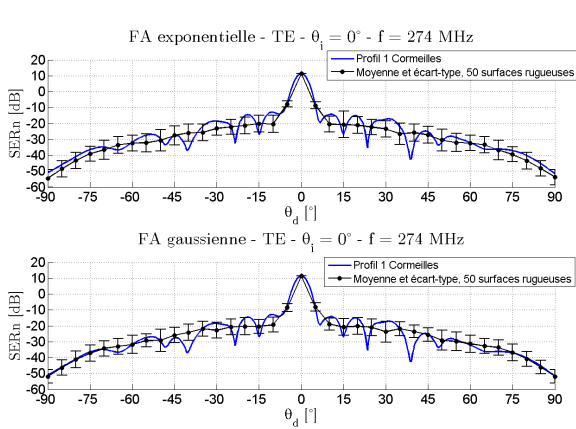 FA exponentielle - TE - θi = 0° - f = 274 MHz
Profil 1 Cormeilles
Moyenne et écart-type, 50 surfaces rugueuses
SERn [dB]
20
10
0
-10
-20
-30
-40
-50
-60
-90 -75 -60 -45 -30 -15 0 15 30 45 60 75 90
θd [°]
FA gaussienne - TE - θi = 0° - f = 274 MHz
Profil 1 Cormeilles
Moyenne et écart-type, 50 surfaces rugueuses
SERn [dB]
20
10
0
-10
-20
-30
-40
-50
-60
-90 -75 -60 -45 -30 -15 0 15 30 45 60 75 90
θd [°]